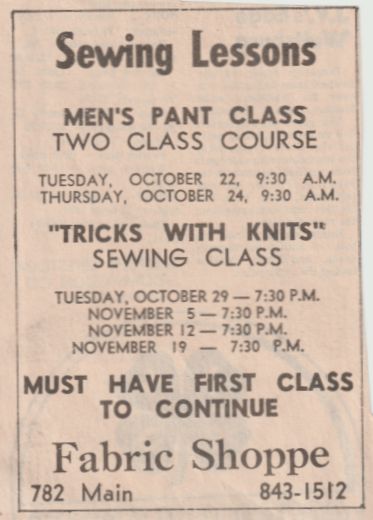 Sewing Lessons
MEN'S PANT CLASS
TWO CLASS COURSE
TUESDAY, OCTOBER 22, 9:30 A.M.
THURSDAY, OCTOBER 24, 9:30 A.M.
"TRICKS WITH KNITS"
SEWING CLASS
TUESDAY, OCTOBER 29 — 7:30 P.M.
NOVEMBER 5 — 7:30 P.M.
NOVEMBER 12 — 7:30 P.M.
NOVEMBER 19 — 7:30 P.M.
MUST HAVE FIRST CLASS
TO CONTINUE
Fabric Shoppe
782 Main 843-1512